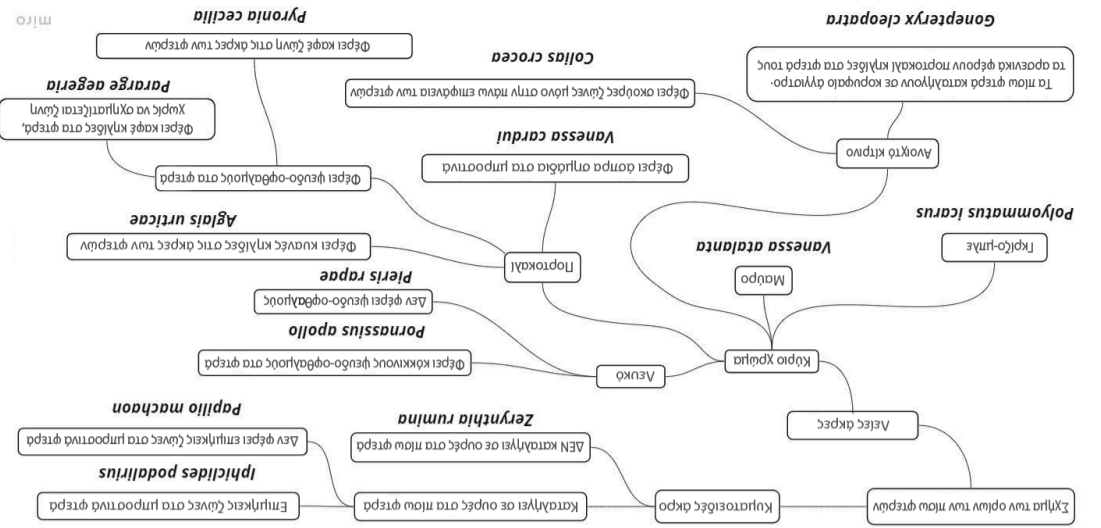 Σχήμα των ορίων των πίσω φτερών
Κυματοειδές άκρο
Καταλήγει σε ουρές στα πίσω φτερά
Επιμήκεις ζώνες στα μπροστινά φτερά
Iphiclides podalirius
Δεν φέρει επιμήκεις ζώνες στα μπροστινά φτερά
Papilio machaon
ΔΕΝ καταλήγει σε ουρές στα πίσω φτερά
Zerynthyra rumina
Λείες άκρες
Κύριο χρώμα
Λευκό
Φέρει κόκκινους ψευδο-οφθαλμούς στα φτερά
Pornassius apollo
Δεν φέρει ψευδο-οφθαλμούς
Pieris rapae
Πορτοκαλί
Φέρει κυανές κηλίδες στις άκρες των φτερών
Aglais urticae
Φέρει ψευδο-οφθαλμούς στα φτερά
Φέρει καφέ κηλίδες στα φτερά,
χωρίς να σχηματίζεται ζώνη
Pararge aegeria
Φέρει καφέ ζώνη στις άκρες των φτερών
Pyronia cecilia
Φέρει άσπρα σημάδια στα μπροστινά
Vanessa cardui
Μαύρο
Vanessa atalanta
Γκρίζο-μπλε
Polyommatus icarus
Ανοιχτό κίτρινο
Φέρει σκούρες ζώνες μόνο στην πάνω επιφάνεια των φτερών
Colias crocea
Τα πίσω φτερά καταλήγουν σε κορυφαίο άγγιστρο-
τα αρσενικά φέρουν πορτοκαλί κηλίδες στα φτερά τους
Gonepteryx cleopatra
miro